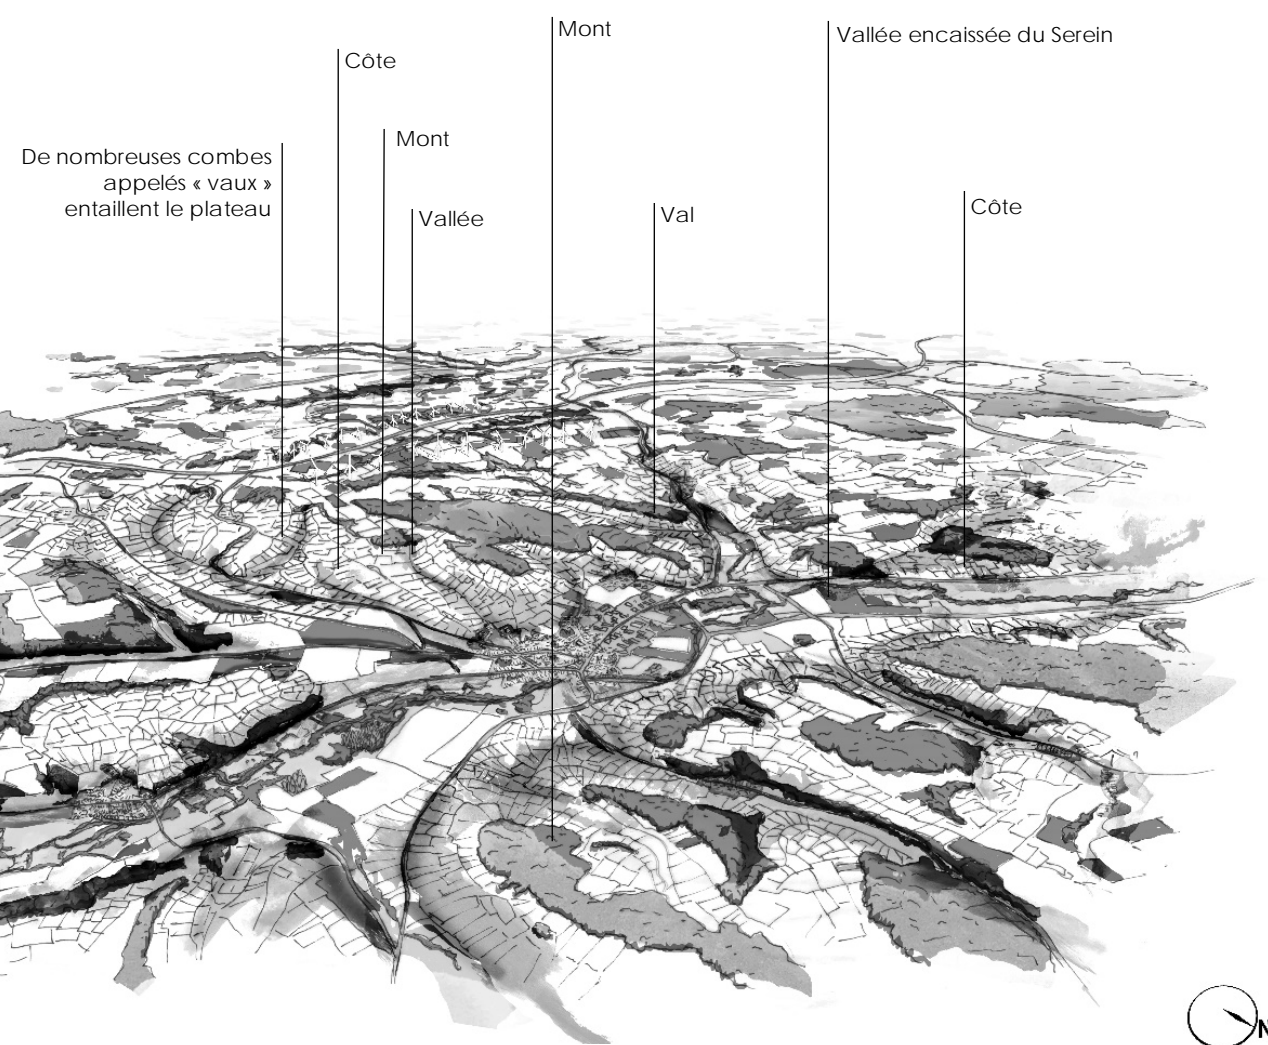 Mont
Vallée encaissée du Serein
Côte
Mont
De nombreuses combes
appelés « vaux »
entaillent le plateau
Vallée
Val
Côte
N